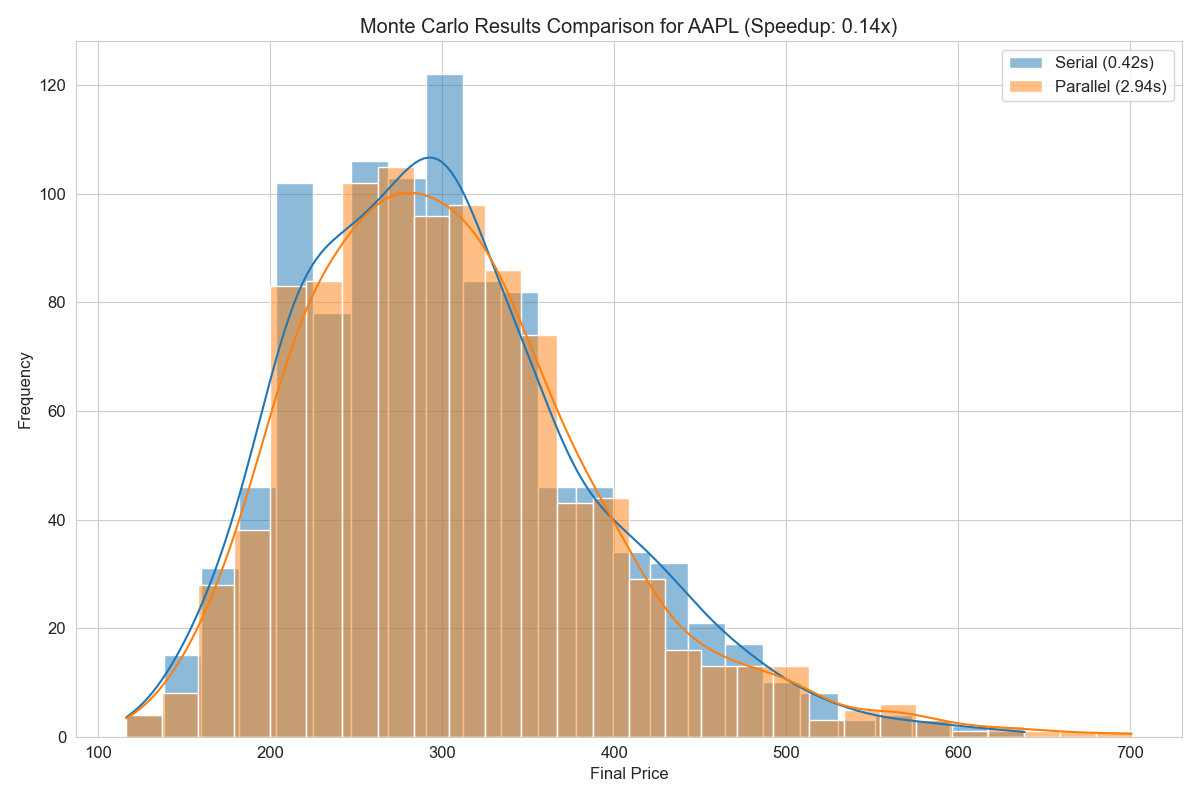 Monte Carlo Results Comparison for AAPL (Speedup: 0.14x)
Serial (0.42s)
Parallel (2.94s)
Frequency
120
100
80
60
40
20
0
100 200 300 400 500 600 700
Final Price